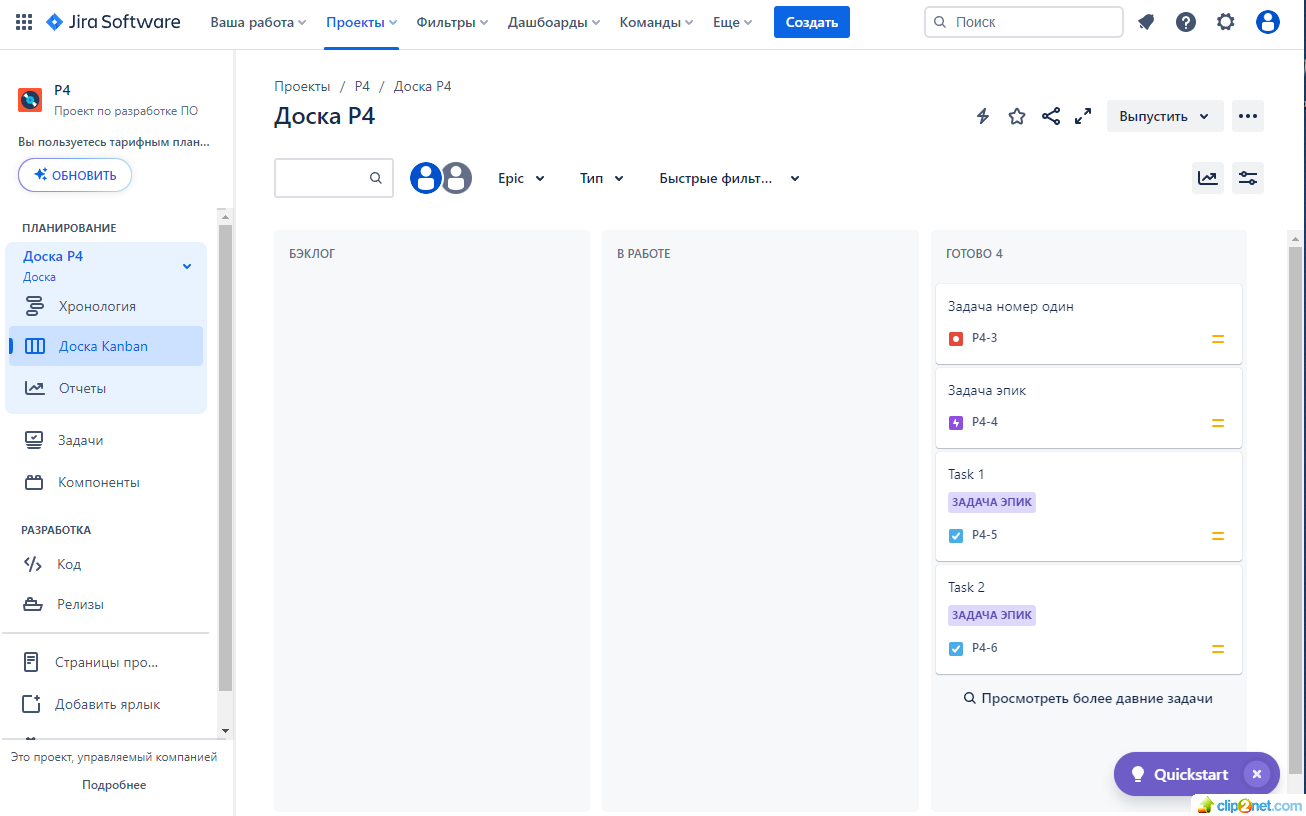 Jira Software Ваша работа Проекты Фильтры Дашборды Команды Еще Создать Поиск
P4
Проект по разработке ПО
Вы пользуетесь тарифным план...
ОБНОВИТЬ
ПЛАНИРОВАНИЕ
Доска P4
Доска
Хронология
Доска Kanban
Отчеты
Задачи
Компоненты
РАЗРАБОТКА
Код
Релизы
Страницы про...
Добавить ярлык
Это проект, управляемый компанией
Подробнее
Проекты / P4 / Доска P4
Доска P4
Выпустить
Epic Тип Быстрые фильт...
БЭКЛОГ
В РАБОТЕ
ГОТОВО 4
Задача номер один
P4-3
Задача эпик
P4-4
Task 1
ЗАДАЧА ЭПИК
P4-5
Task 2
ЗАДАЧА ЭПИК
P4-6
Просмотреть более давние задачи
Quickstart
clip2net.com